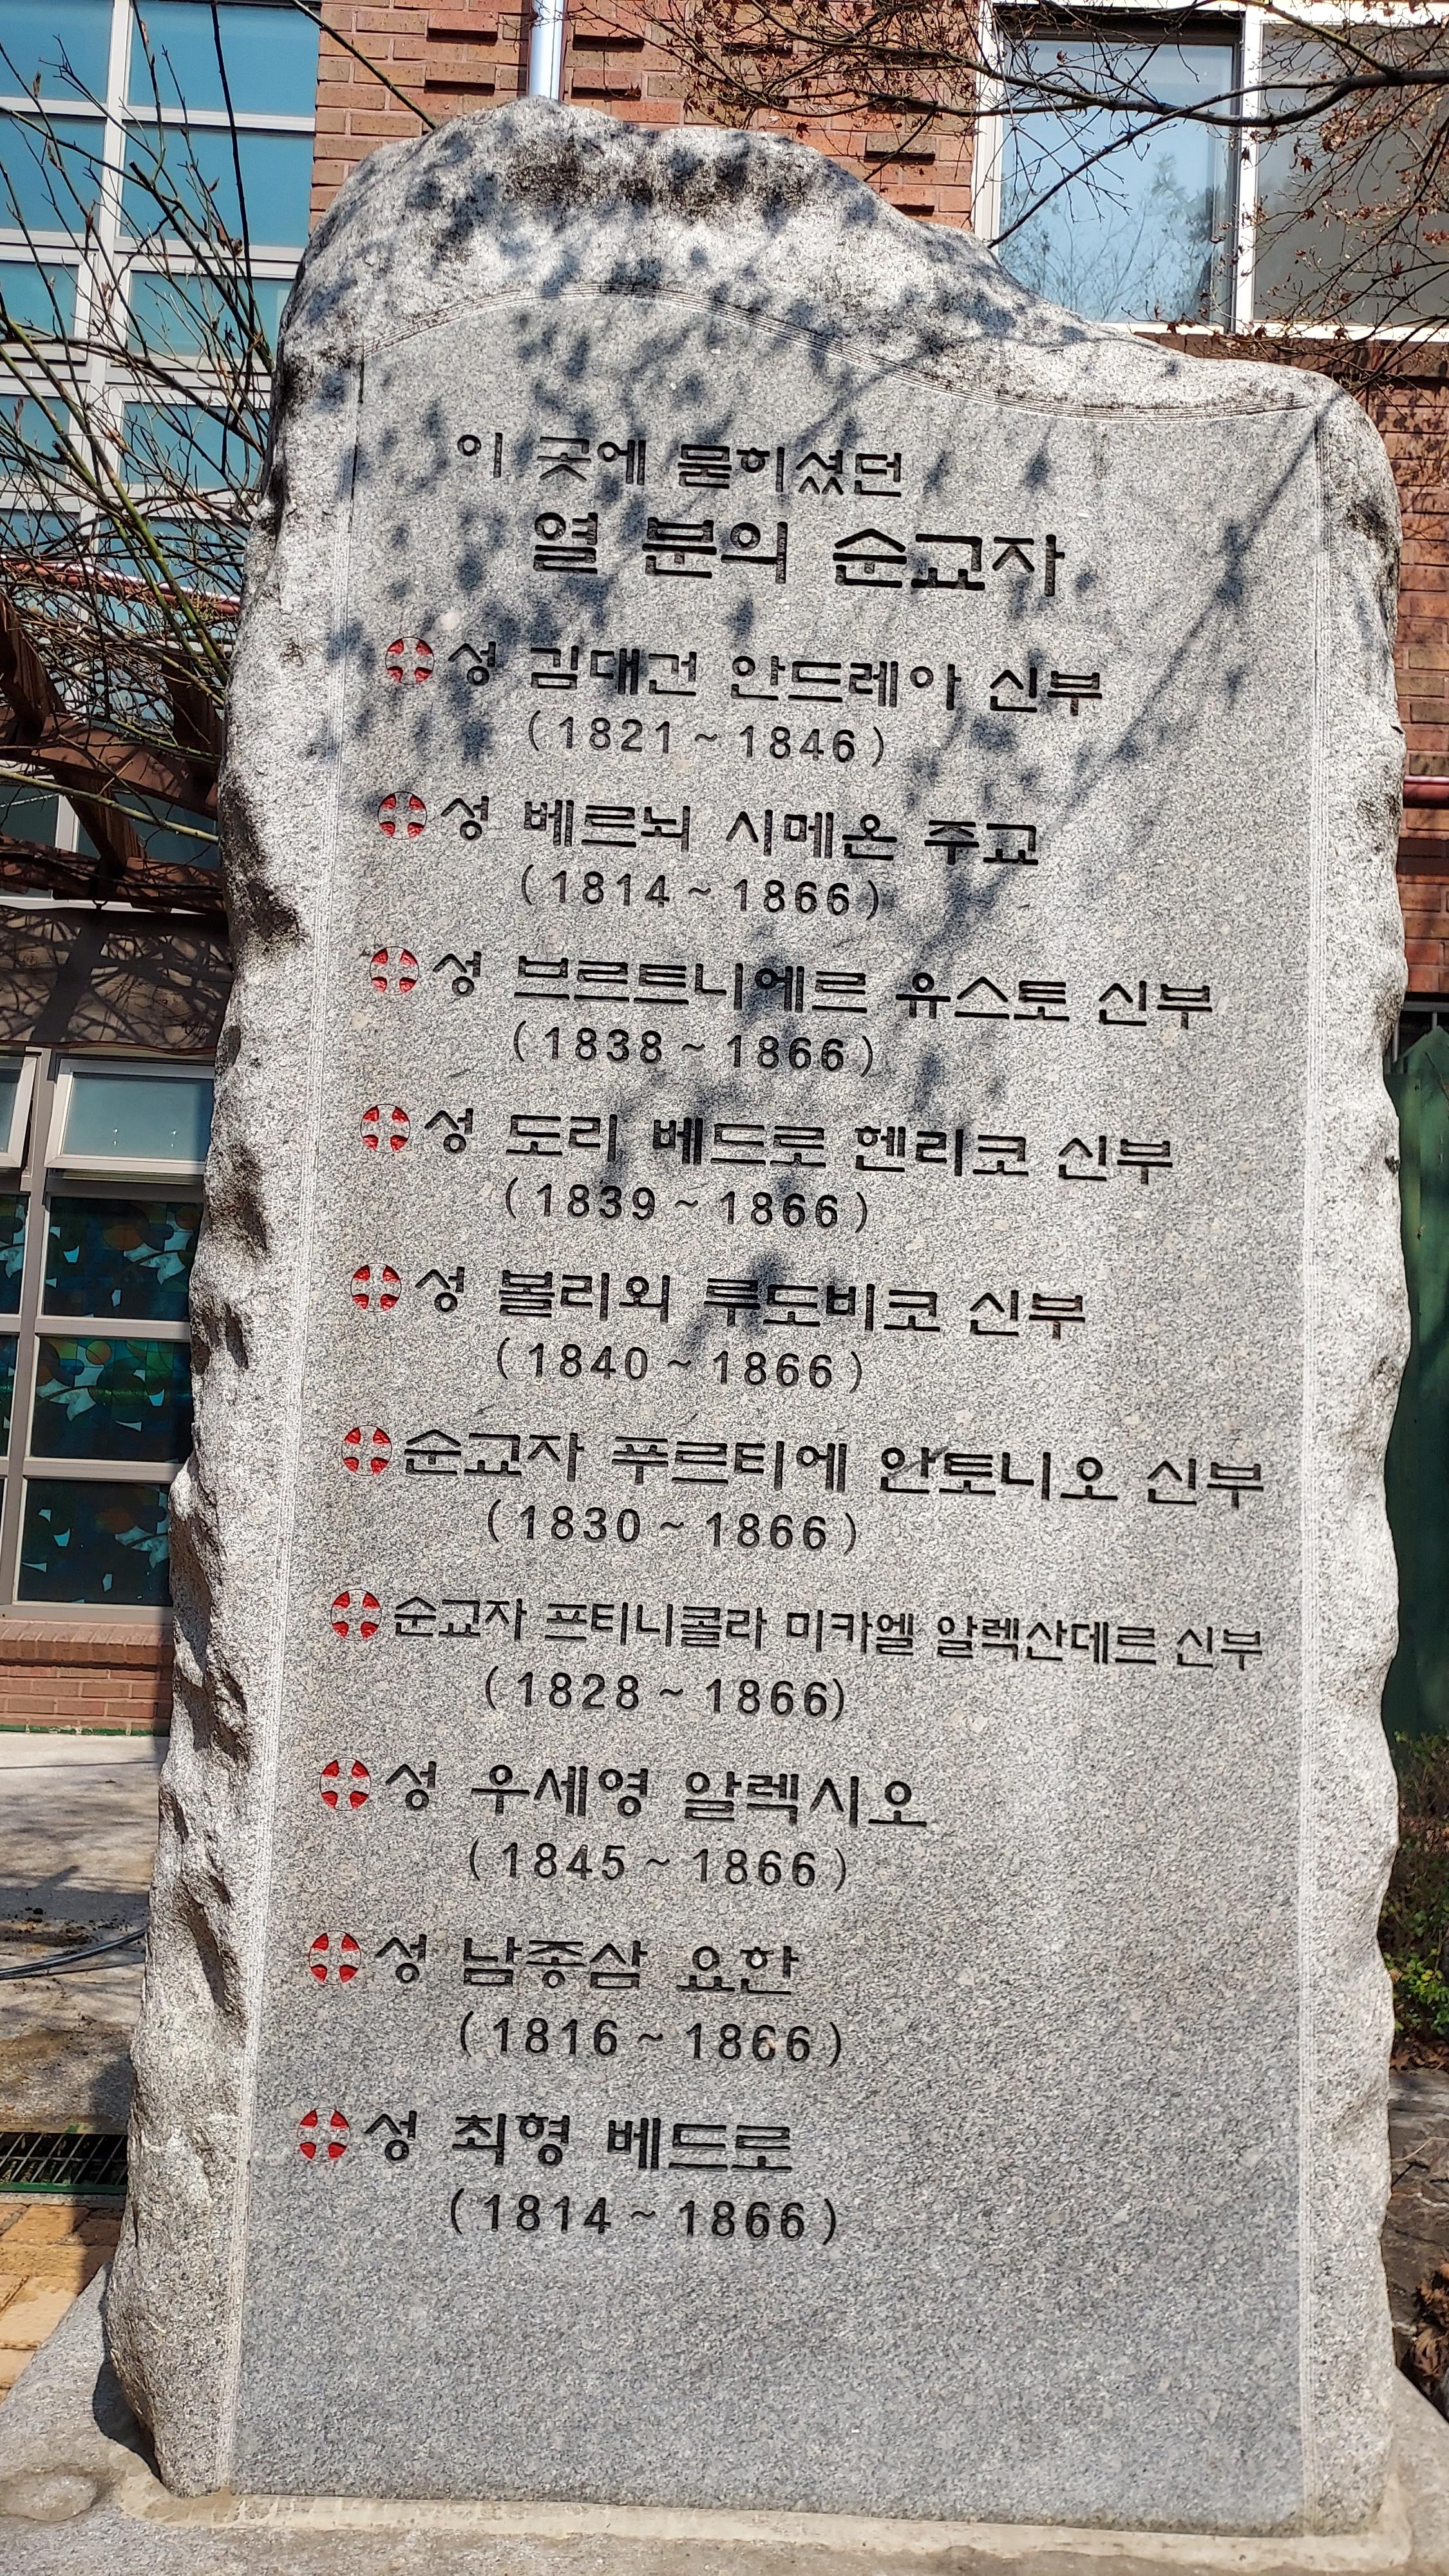 이 곳에 묻히셨던
열 분의 순교자
성 김대건 안드레아 신부
(1821~1846)
성 베르뇌 시메온 주교
(1814~1866)
성 브르트니에르 유스토 신부
(1838~1866)
성 도리 베드로 헨리코 신부
(1839~1866)
성 볼리외 루도비코 신부
(1840~1866)
순교자 푸르티에 안토니오 신부
(1830~1866)
순교자 프티니콜라 미카엘 알렉산데르 신부
(1828~1866)
성 우세영 알렉시오
(1845~1866)
성 남종삼 요한
(1816~1866)
성 최형 베드로
(1814~1866)